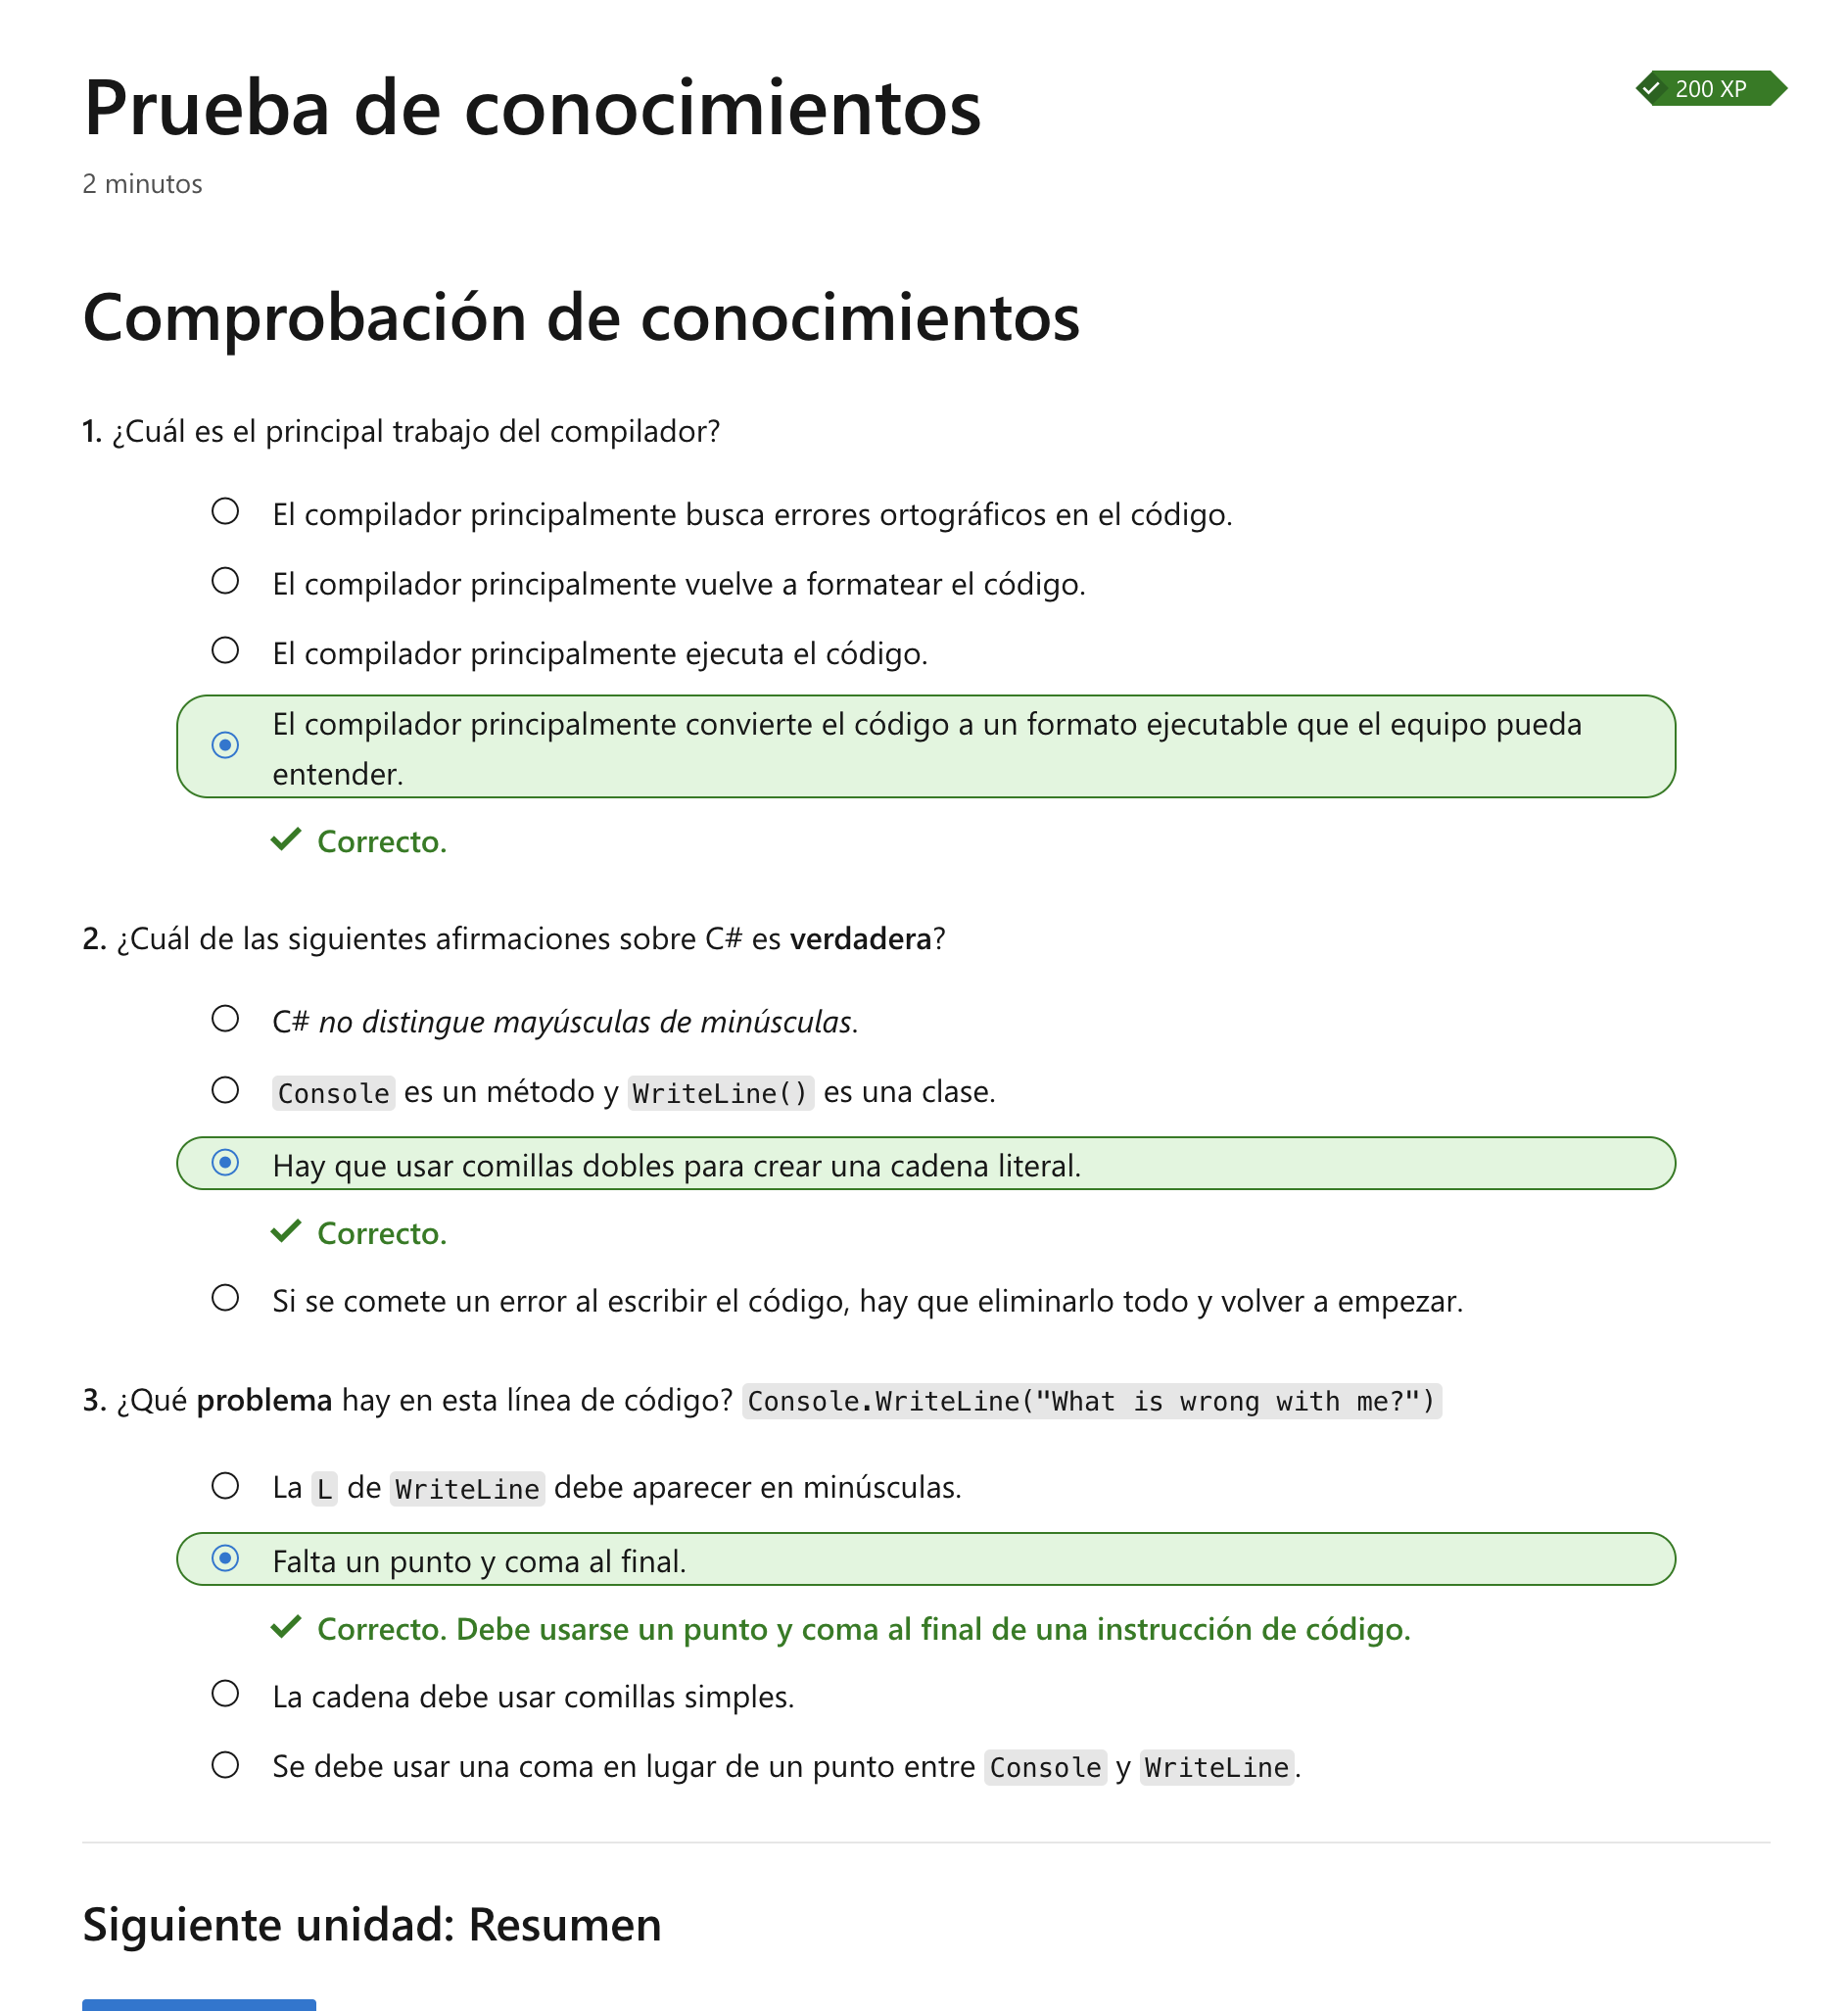 Prueba de conocimientos
200 XP
2 minutos
Comprobación de conocimientos
1. ¿Cuál es el principal trabajo del compilador?
El compilador principalmente busca errores ortográficos en el código.
El compilador principalmente vuelve a formatear el código.
El compilador principalmente ejecuta el código.
El compilador principalmente convierte el código a un formato ejecutable que el equipo pueda
entender.
Correcto.
2. ¿Cuál de las siguientes afirmaciones sobre C# es verdadera?
C# no distingue mayúsculas de minúsculas.
Console es un método y WriteLine() es una clase.
Hay que usar comillas dobles para crear una cadena literal.
Correcto.
Si se comete un error al escribir el código, hay que eliminarlo todo y volver a empezar.
3. ¿Qué problema hay en esta línea de código? Console.WriteLine("What is wrong with me?")
La L de WriteLine debe aparecer en minúsculas.
Falta un punto y coma al final.
Correcto. Debe usarse un punto y coma al final de una instrucción de código.
La cadena debe usar comillas simples.
Se debe usar una coma en lugar de un punto entre Console y WriteLine.
Siguiente unidad: Resumen